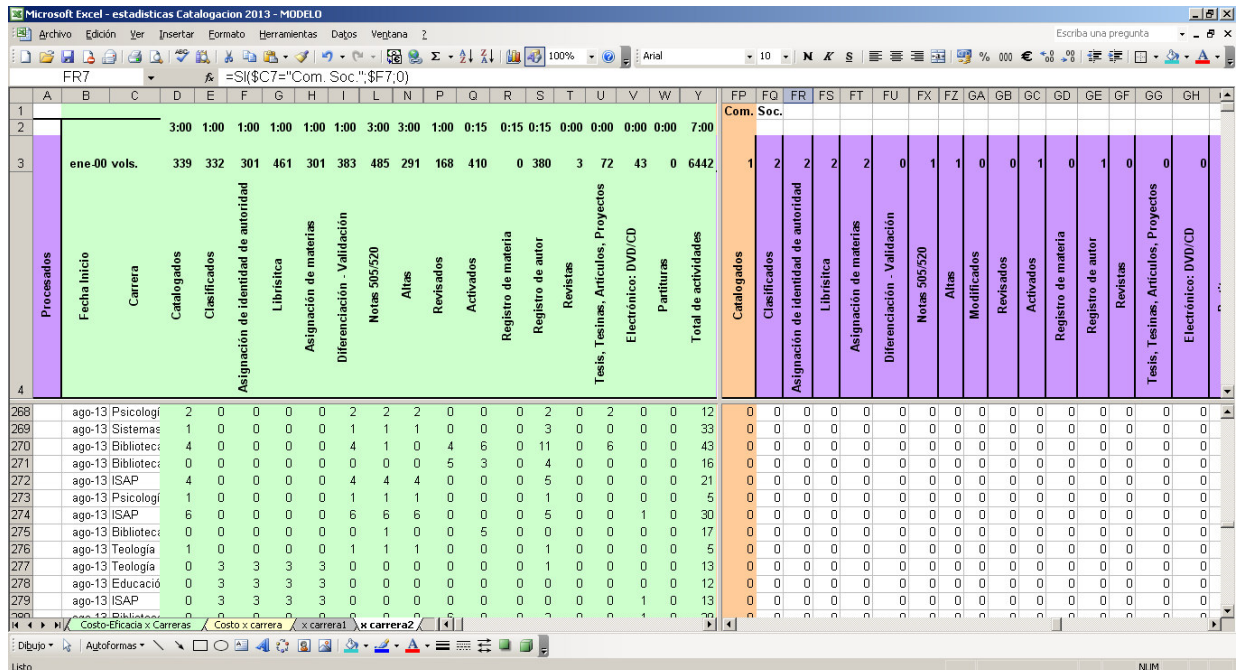 Microsoft Excel - estadisticas Catalogacion 2013 - MODELO
Archivo Edición Ver Insertar Formato Herramientas Datos Ventana ? Escriba una pregunta
100% Arial 10 N K S % 000 €
FR7 fx =SI($C7="Com. Soc.";$F7;0)
A B C D E F G H I L N P Q R S T U V W Y FP FQ FR FS FT FU FX FZ GA GB GC GD GE GF GG GH
1 Com. Soc.
2 3:00 1:00 1:00 1:00 1:00 1:00 3:00 3:00 1:00 0:15 0:15 0:15 0:00 0:00 0:00 0:00 7:00
3 ene-00 vols. 339 332 301 461 301 383 485 291 168 410 0 380 3 72 43 0 6442 1 2 2 2 2 0 1 1 0 0 1 0 1 0 0 0
4 Procesados
Fecha Inicio
Carrera
Catalogados
Clasificados
Asignación de identidad de autoridad
Librísitca
Asignación de materias
Diferenciación - Validación
Notas 505/520
Altas
Revisados
Activados
Registro de materia
Registro de autor
Revistas
Tesis, Tesinas, Artículos, Proyectos
Electrónico: DVD/CD
Partituras
Total de actividades
Catalogados
Clasificados
Asignación de identidad de autoridad
Librísitca
Asignación de materias
Diferenciación - Validación
Notas 505/520
Altas
Modificados
Revisados
Activados
Registro de materia
Registro de autor
Revistas
Tesis, Tesinas, Artículos, Proyectos
Electrónico: DVD/CD
268 ago-13 Psicologí 2 0 0 0 0 2 2 2 0 0 0 2 0 2 0 0 12 0 0 0 0 0 0 0 0 0 0 0 0 0 0 0 0
269 ago-13 Sistemas 1 0 0 0 0 1 1 1 0 0 0 3 0 0 0 0 33 0 0 0 0 0 0 0 0 0 0 0 0 0 0 0 0
270 ago-13 Biblioteca 4 0 0 0 0 4 1 0 4 6 0 11 0 6 0 0 43 0 0 0 0 0 0 0 0 0 0 0 0 0 0 0 0
271 ago-13 Biblioteca 0 0 0 0 0 0 0 0 5 3 0 4 0 0 0 0 16 0 0 0 0 0 0 0 0 0 0 0 0 0 0 0 0
272 ago-13 ISAP 4 0 0 0 0 4 4 4 0 0 0 5 0 0 0 0 21 0 0 0 0 0 0 0 0 0 0 0 0 0 0 0 0
273 ago-13 Psicologí 1 0 0 0 0 1 1 1 0 0 0 1 0 0 0 0 5 0 0 0 0 0 0 0 0 0 0 0 0 0 0 0 0
274 ago-13 ISAP 6 0 0 0 0 6 6 6 0 0 0 5 0 0 1 0 30 0 0 0 0 0 0 0 0 0 0 0 0 0 0 0 0
275 ago-13 Biblioteca 0 0 0 0 0 0 1 0 0 5 0 0 0 0 0 0 17 0 0 0 0 0 0 0 0 0 0 0 0 0 0 0 0
276 ago-13 Teología 1 0 0 0 0 1 1 1 0 0 0 1 0 0 0 0 5 0 0 0 0 0 0 0 0 0 0 0 0 0 0 0 0
277 ago-13 Teología 0 3 3 3 3 0 0 0 0 0 0 1 0 0 0 0 13 0 0 0 0 0 0 0 0 0 0 0 0 0 0 0 0
278 ago-13 Educació 0 3 3 3 3 0 0 0 0 0 0 0 0 0 0 0 12 0 0 0 0 0 0 0 0 0 0 0 0 0 0 0 0
279 ago-13 ISAP 0 3 3 3 3 0 0 0 0 0 0 0 0 0 1 0 13 0 0 0 0 0 0 0 0 0 0 0 0 0 0 0 0
Costo-Eficacia x Carreras Costo x carrera x carrera1 x carrera2
Dibujo Autoformas
Listo NUM